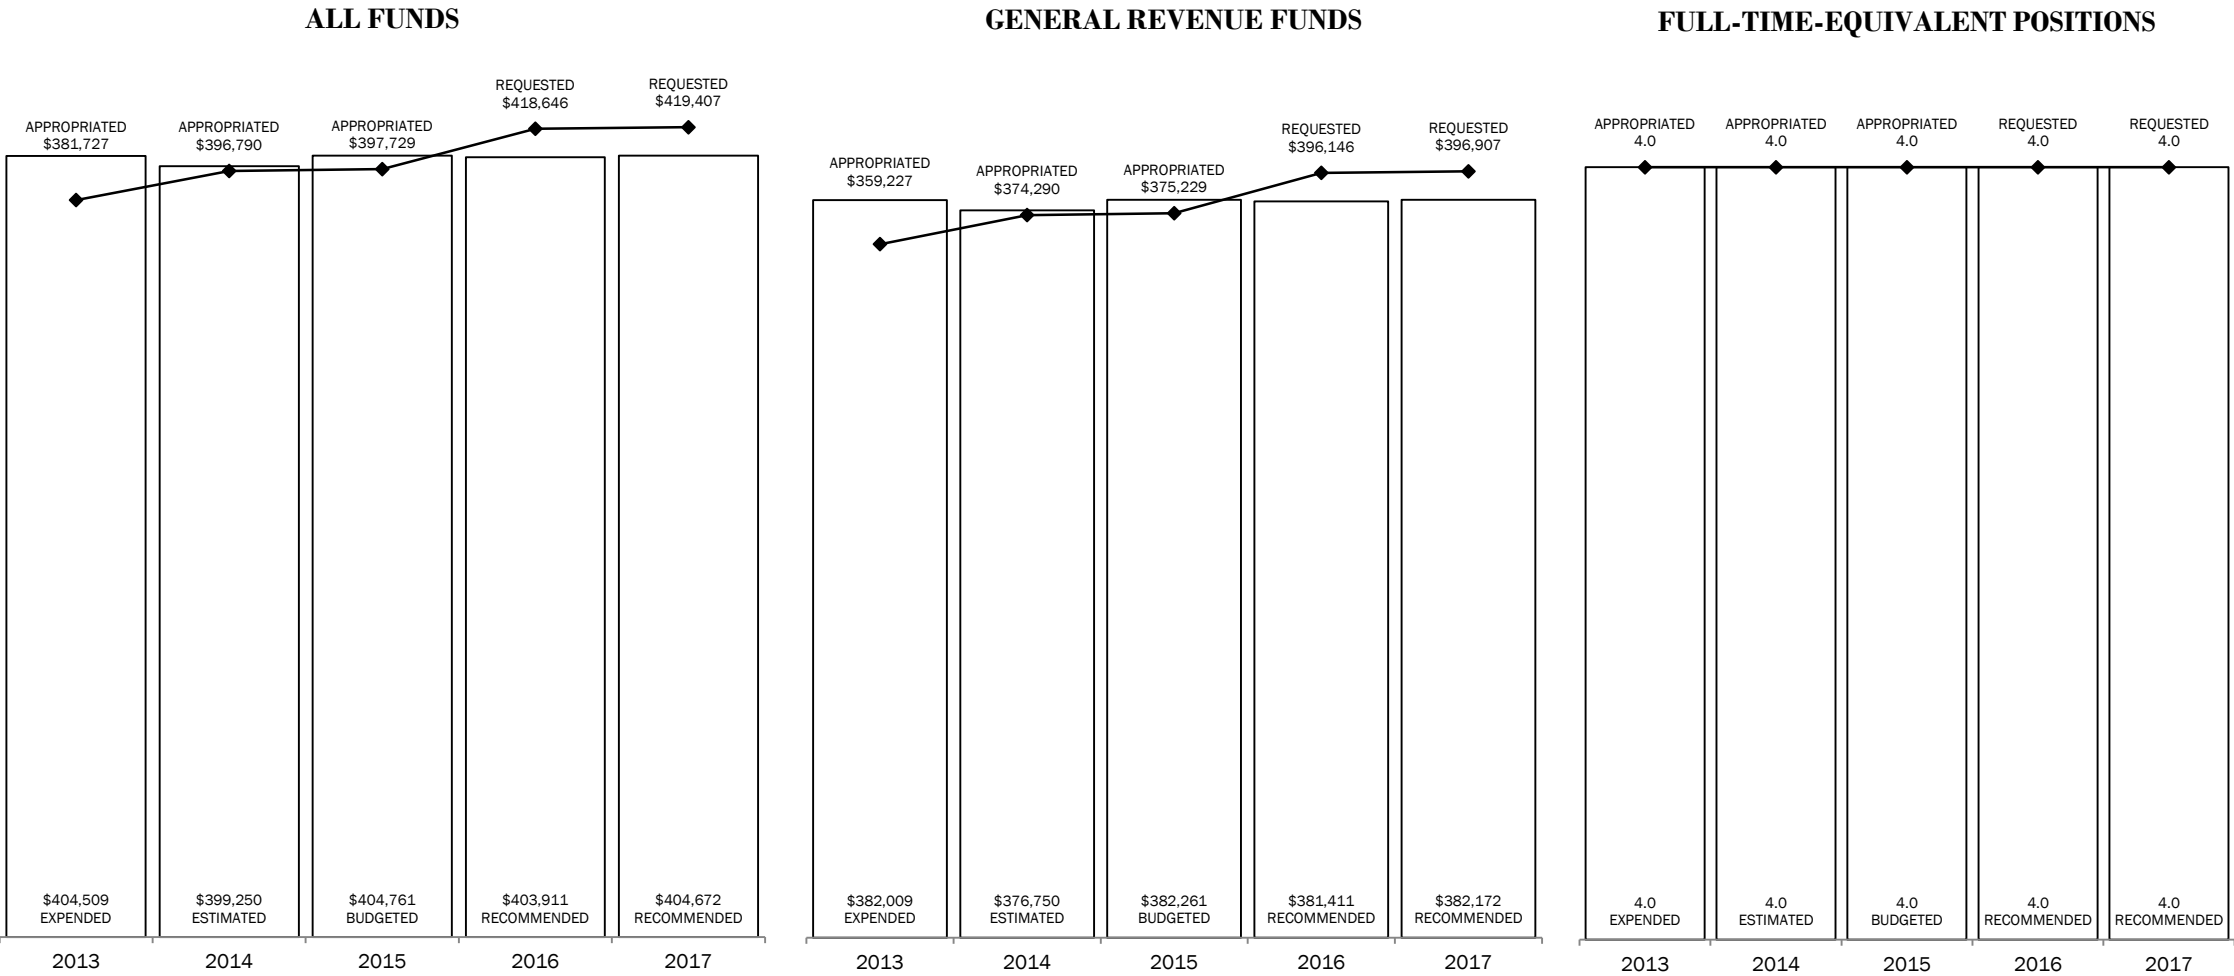 ALL FUNDS
APPROPRIATED
$381,727
APPROPRIATED
$396,790
APPROPRIATED
$397,729
REQUESTED
$418,646
REQUESTED
$419,407
$404,509
EXPENDED
$399,250
ESTIMATED
$404,761
BUDGETED
$403,911
RECOMMENDED
$404,672
RECOMMENDED
2013
2014
2015
2016
2017
GENERAL REVENUE FUNDS
APPROPRIATED
$359,227
APPROPRIATED
$374,290
APPROPRIATED
$375,229
REQUESTED
$396,146
REQUESTED
$396,907
$382,009
EXPENDED
$376,750
ESTIMATED
$382,261
BUDGETED
$381,411
RECOMMENDED
$382,172
RECOMMENDED
2013
2014
2015
2016
2017
FULL-TIME-EQUIVALENT POSITIONS
APPROPRIATED
4.0
APPROPRIATED
4.0
APPROPRIATED
4.0
REQUESTED
4.0
REQUESTED
4.0
4.0
EXPENDED
4.0
ESTIMATED
4.0
BUDGETED
4.0
RECOMMENDED
4.0
RECOMMENDED
2013
2014
2015
2016
2017